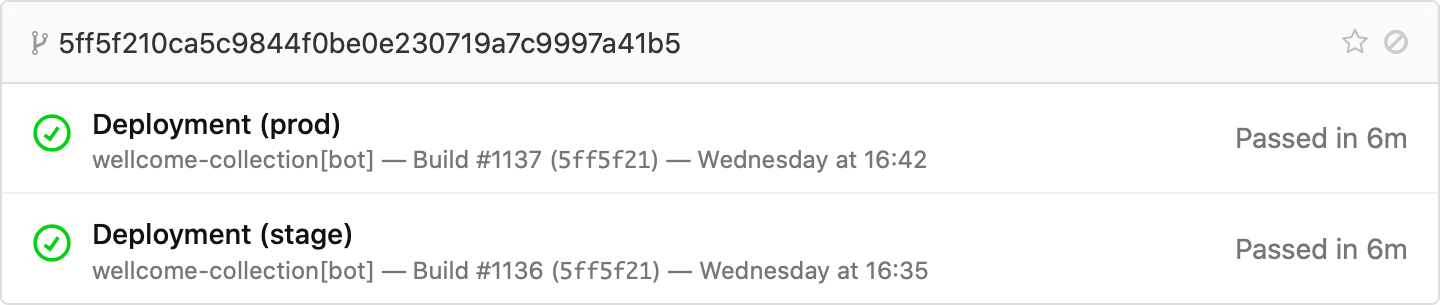 5ff5f210ca5c9844f0be0e230719a7c9997a41b5
Deployment (prod)
wellcome-collection[bot] — Build #1137 (5ff5f21) — Wednesday at 16:42
Passed in 6m
Deployment (stage)
wellcome-collection[bot] — Build #1136 (5ff5f21) — Wednesday at 16:35
Passed in 6m